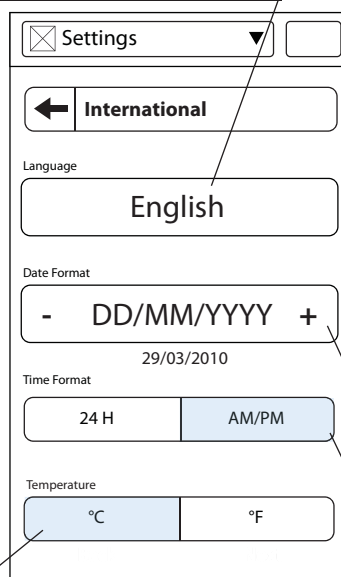 Settings
International
Language
English
Date Format
- DD/MM/YYYY +
29/03/2010
Time Format
24 H AM/PM
Temperature
°C °F